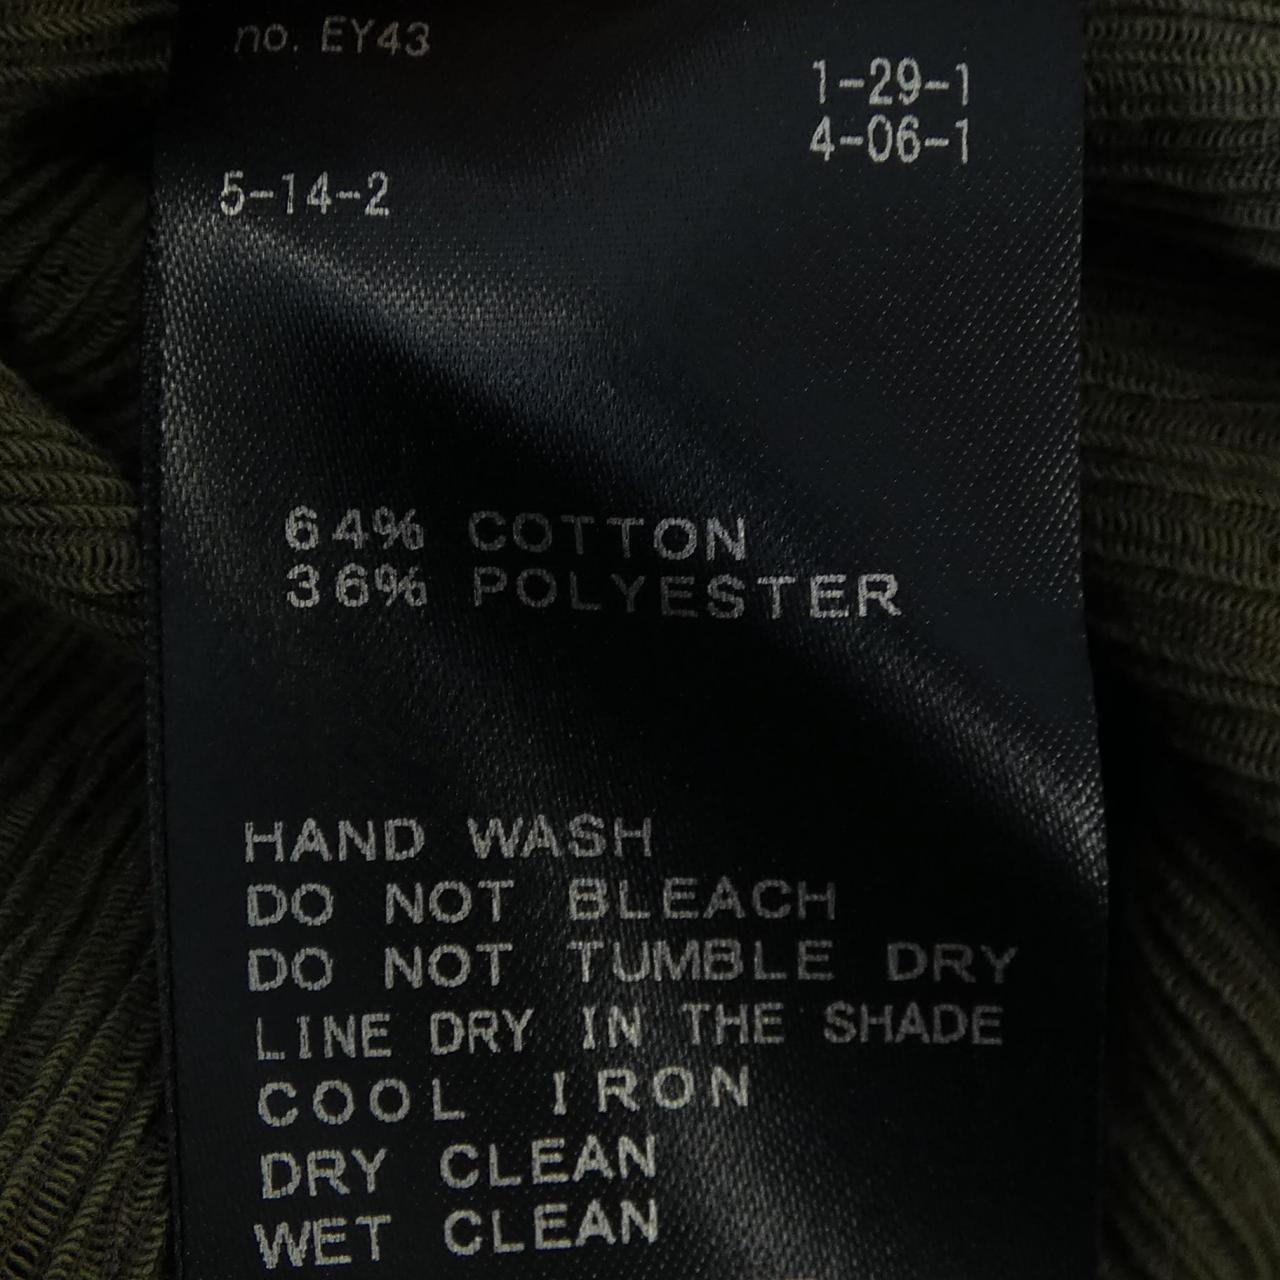 no. EY43
1-29-1
4-06-1
5-14-2
64% COTTON
36% POLYESTER
HAND WASH
DO NOT BLEACH
DO NOT TUMBLE DRY
LINE DRY IN THE SHADE
COOL IRON
DRY CLEAN
WET CLEAN